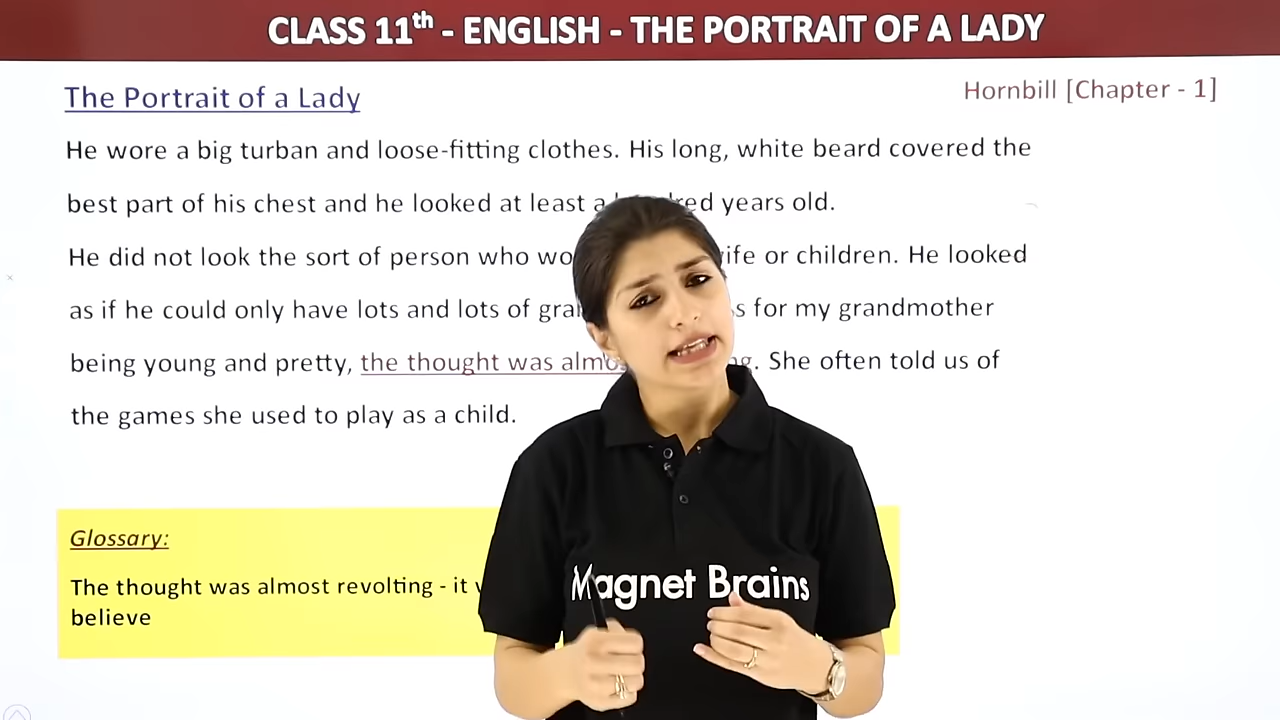 CLASS 11th - ENGLISH - THE PORTRAIT OF A LADY
The Portrait of a Lady
Hornbill [Chapter - 1]
He wore a big turban and loose-fitting clothes. His long, white beard covered the
best part of his chest and he looked at least a years old.
He did not look the sort of person who or children. He looked
as if he could only have lots and lots of for my grandmother
being young and pretty, the thought was She often told us of
the games she used to play as a child.
Glossary:
The thought was almost revolting - it
believe
Magnet Brains